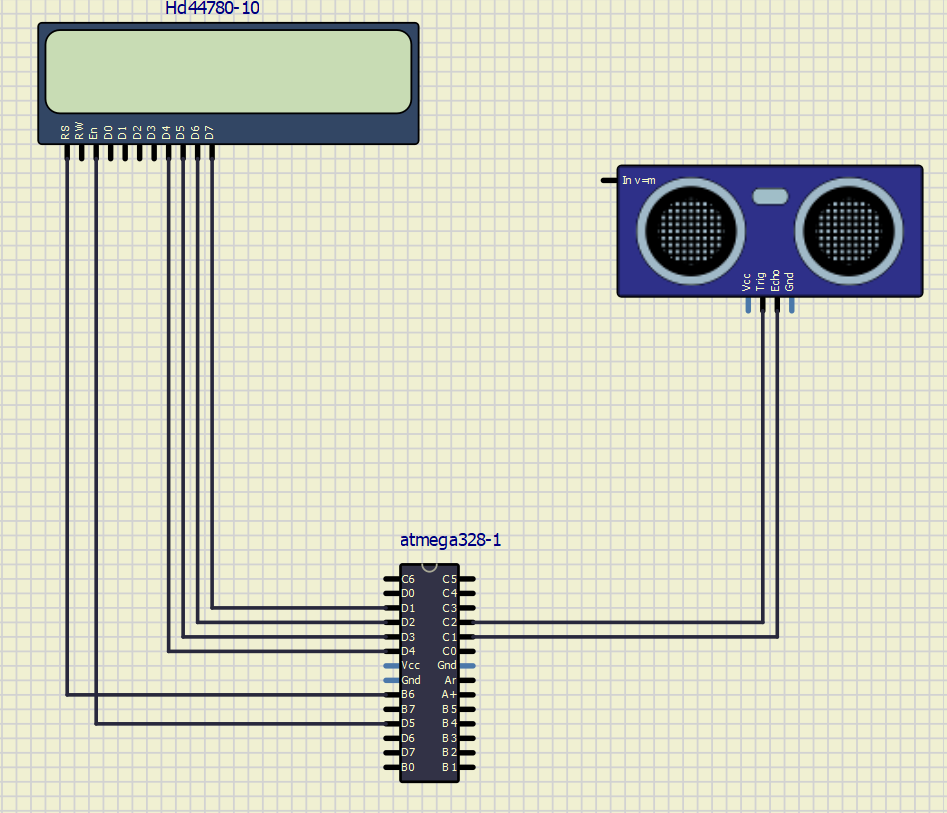 Hd44780-10
RS RW En D0 D1 D2 D3 D4 D5 D6 D7
In v=m
Vcc Trig Echo Gnd
atmega328-1
C6 C5
D0 C4
D1 C3
D2 C2
D3 C1
D4 C0
Vcc Gnd
Gnd Ar
B6 A+
B7 B5
D5 B4
D6 B3
D7 B2
B0 B1